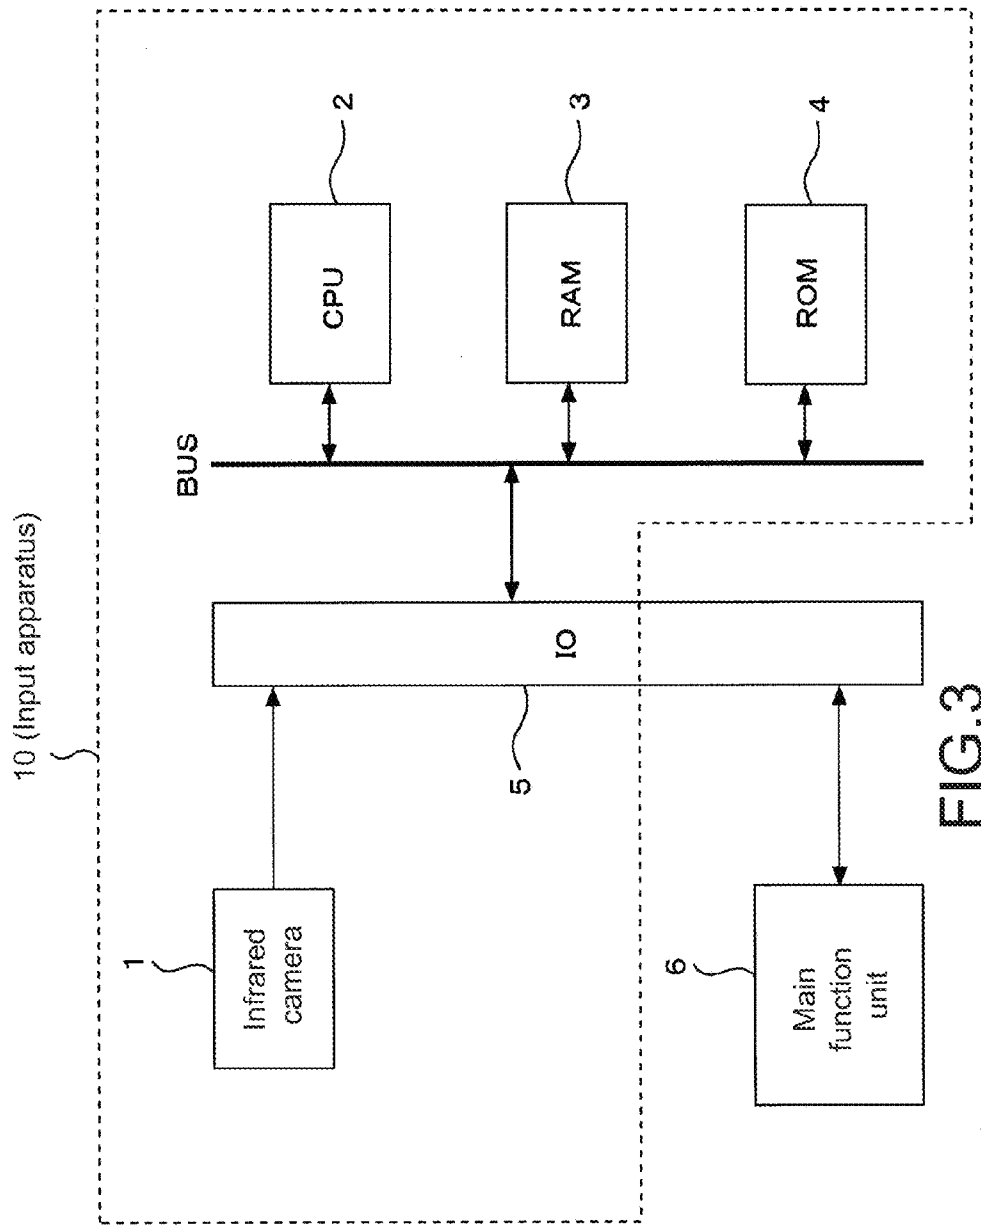 10 (Input apparatus)
1
Infrared
camera
BUS
CPU
2
RAM
3
ROM
4
IO
5
6
Main
function
unit
FIG.3